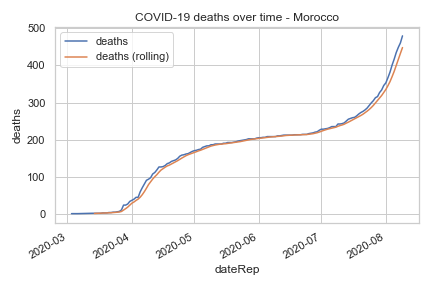 COVID-19 deaths over time - Morocco
deaths
deaths (rolling)
500
400
300
200
100
0
deaths
2020-03
2020-04
2020-05
2020-06
2020-07
2020-08
dateRep